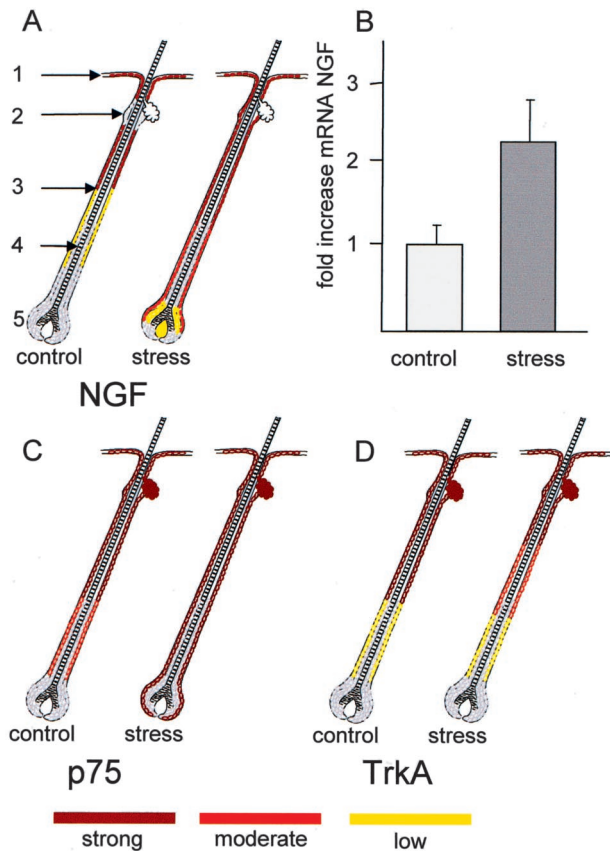 A
1
2
3
4
5
control
stress
NGF
B
fold increase mRNA NGF
3
2
1
control
stress
C
control
stress
p75
D
control
stress
TrkA
strong
moderate
low